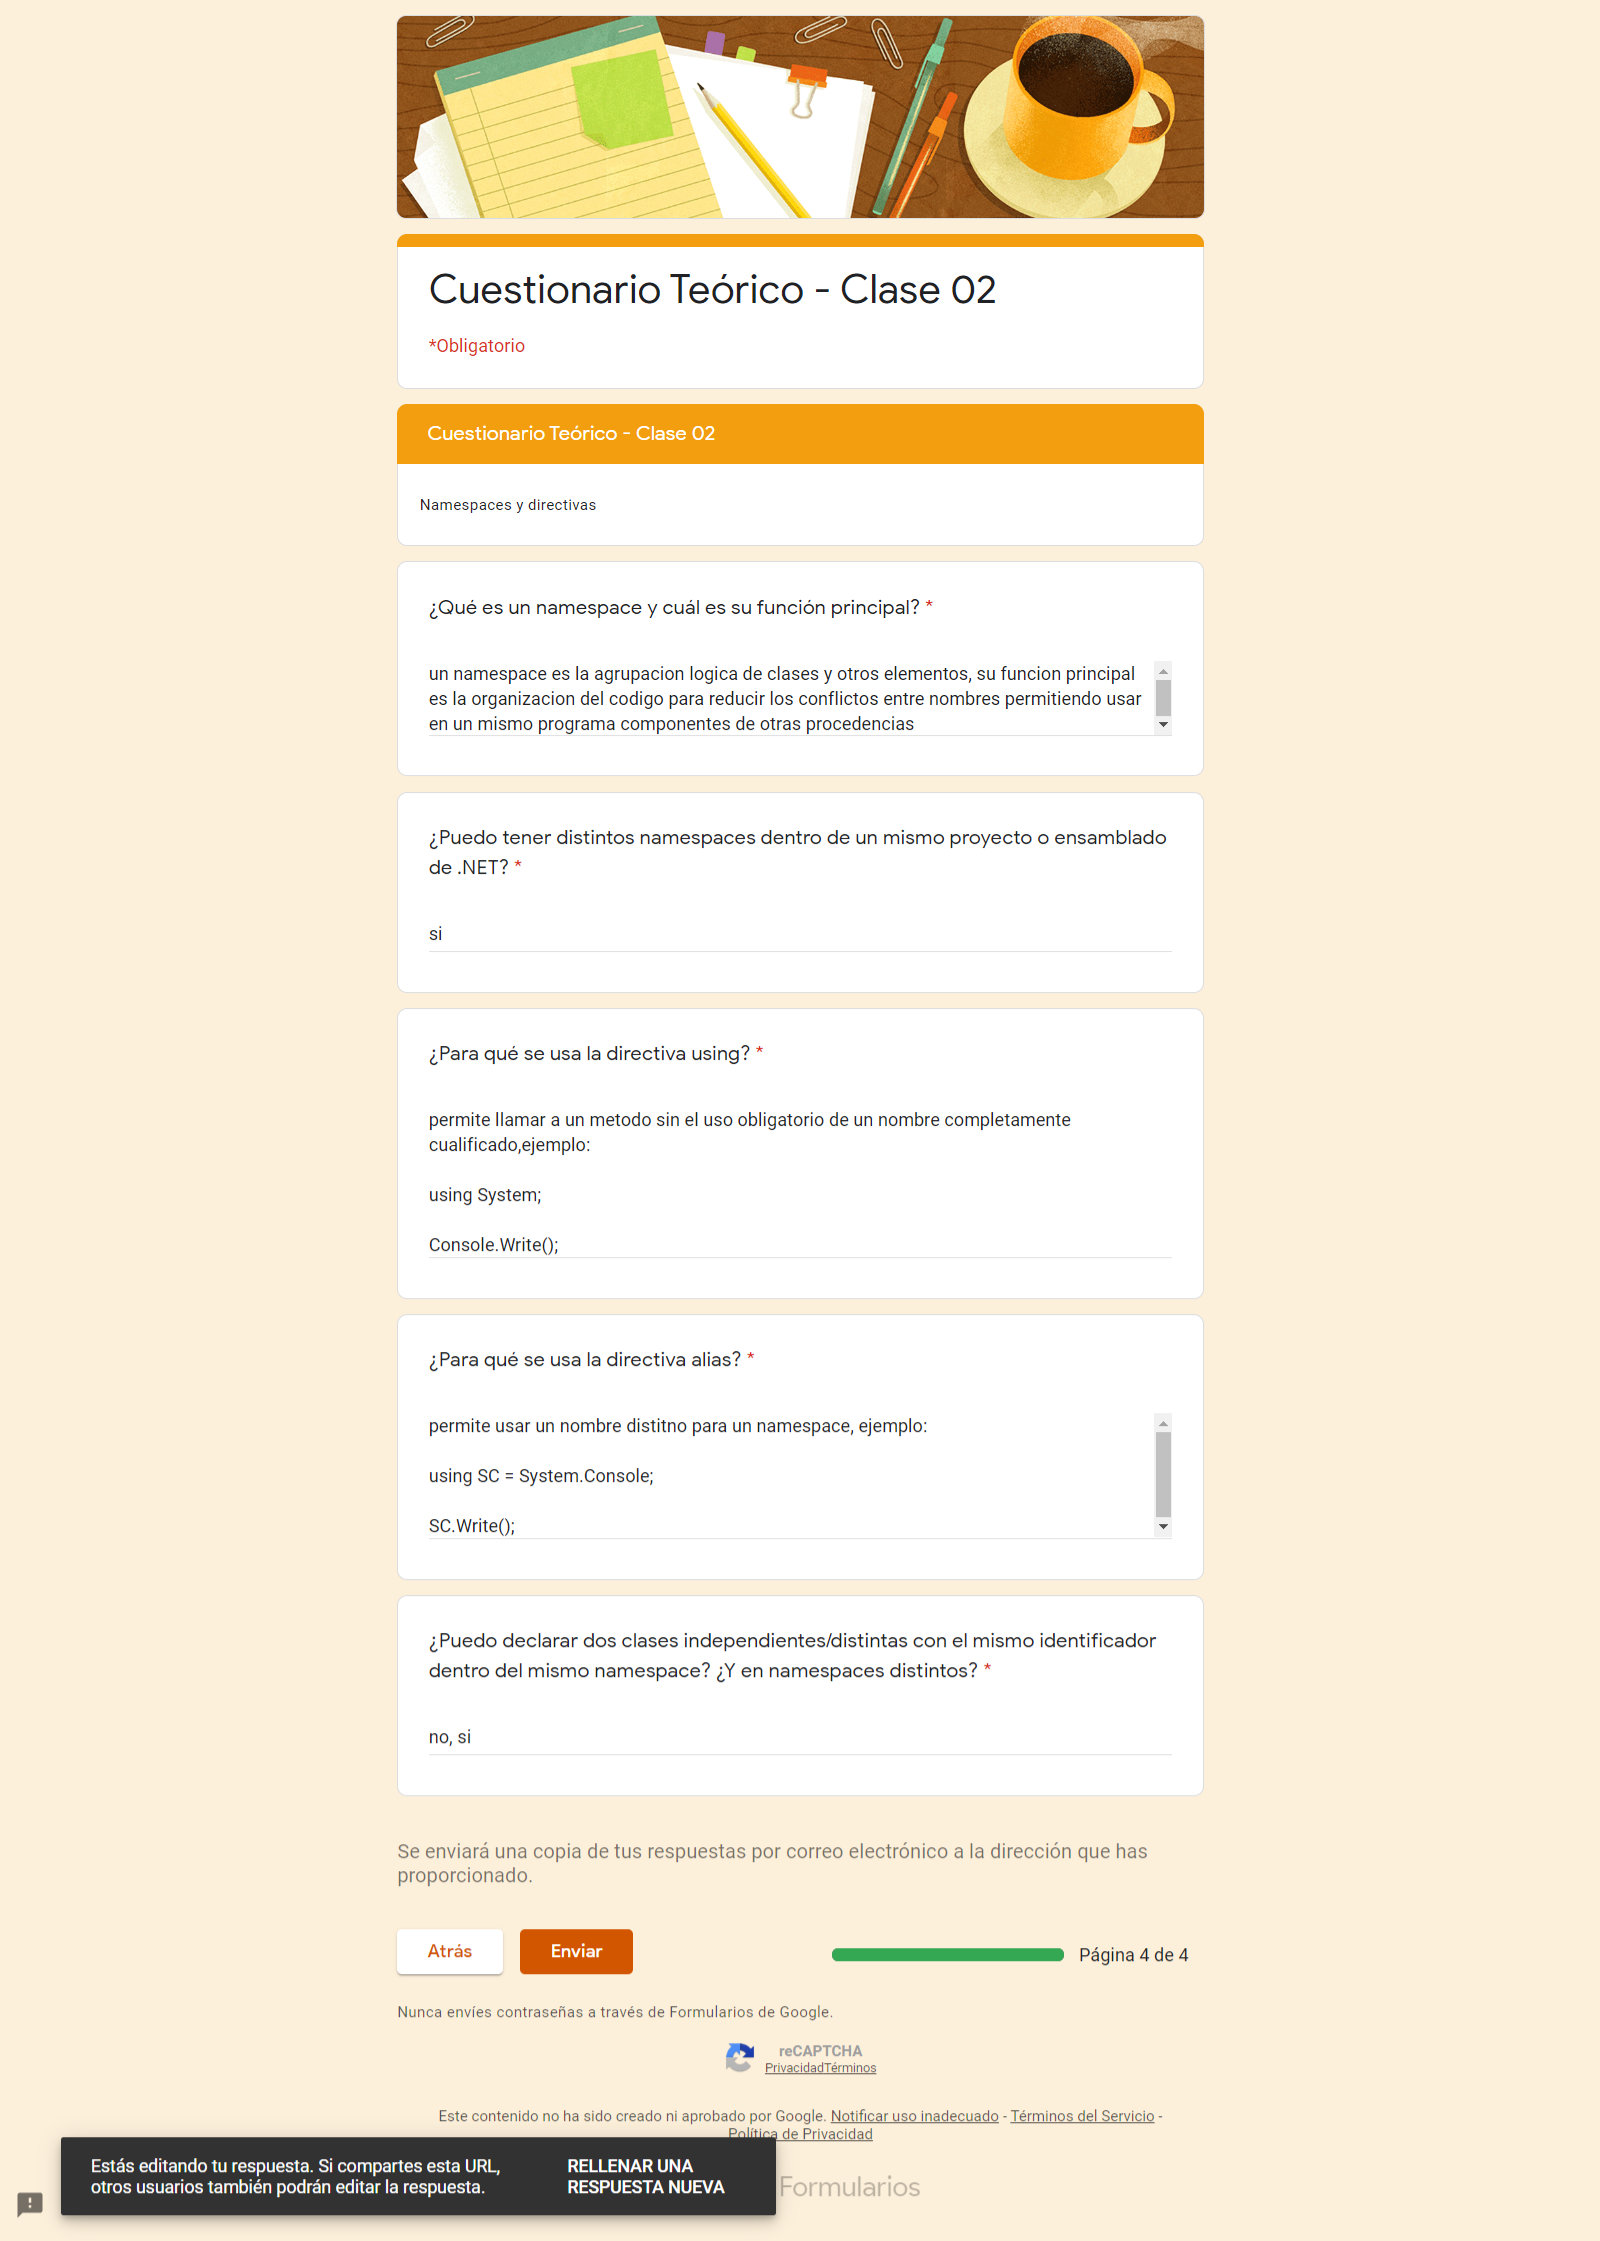 Cuestionario Teórico - Clase 02
*Obligatorio
Cuestionario Teórico - Clase 02
Namespaces y directivas
¿Qué es un namespace y cuál es su función principal? *
un namespace es la agrupacion logica de clases y otros elementos, su funcion principal
es la organizacion del codigo para reducir los conflictos entre nombres permitiendo usar
en un mismo programa componentes de otras procedencias
¿Puedo tener distintos namespaces dentro de un mismo proyecto o ensamblado
de .NET? *
si
¿Para qué se usa la directiva using? *
permite llamar a un metodo sin el uso obligatorio de un nombre completamente
cualificado,ejemplo:
using System;
Console.Write();
¿Para qué se usa la directiva alias? *
permite usar un nombre distitno para un namespace, ejemplo:
using SC = System.Console;
SC.Write();
¿Puedo declarar dos clases independientes/distintas con el mismo identificador
dentro del mismo namespace? ¿Y en namespaces distintos? *
no, si
Se enviará una copia de tus respuestas por correo electrónico a la dirección que has
proporcionado.
Atrás
Enviar
Página 4 de 4
Nunca envíes contraseñas a través de Formularios de Google.
reCAPTCHA
PrivacidadTérminos
Este contenido no ha sido creado ni aprobado por Google. Notificar uso inadecuado - Términos del Servicio -
Política de Privacidad
Estás editando tu respuesta. Si compartes esta URL,
otros usuarios también podrán editar la respuesta.
RELLENAR UNA
RESPUESTA NUEVA
Formularios